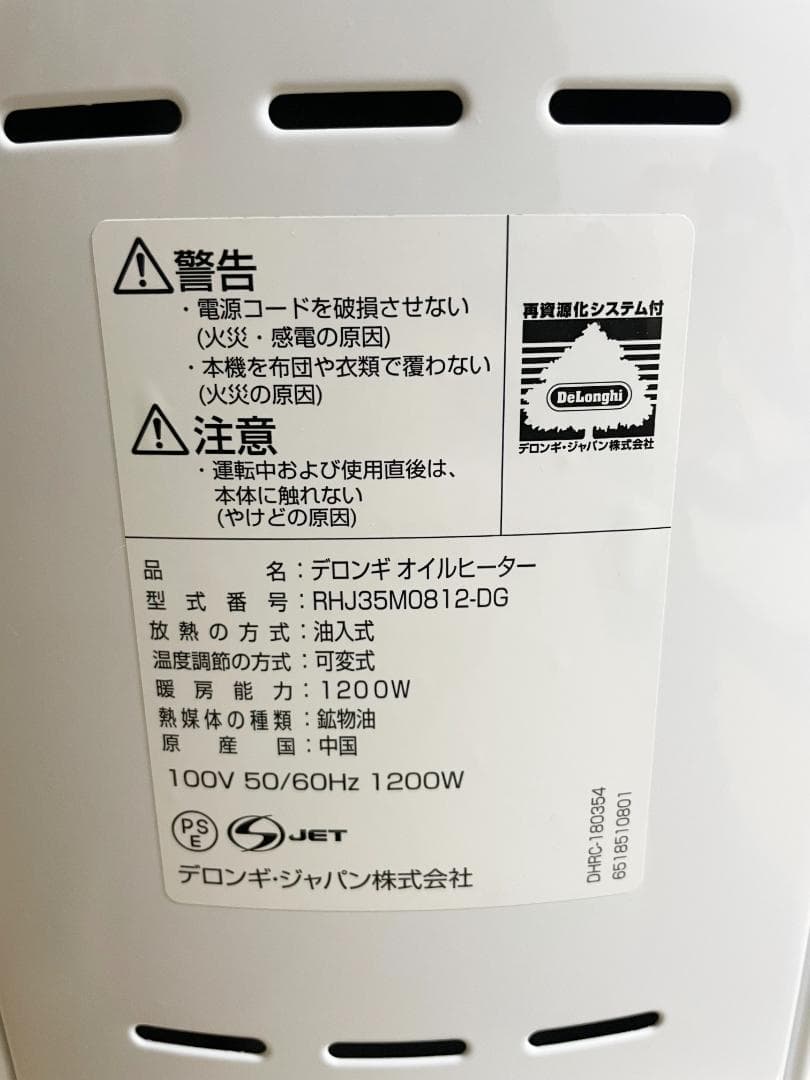 警告
・電源コードを破損させない
(火災・感電の原因)
・本機を布団や衣類で覆わない
(火災の原因)
注意
・運転中および使用直後は、
本体に触れない
(やけどの原因)
再資源化システム付
DeLonghi
デロンギ・ジャパン株式会社
品名：デロンギ オイルヒーター
型式番号：RHJ35M0812-DG
放熱の方式：油入式
温度調節の方式：可変式
暖房能力：1200W
熱媒体の種類：鉱物油
原産国：中国
100V 50/60Hz 1200W
PS E JET
デロンギ・ジャパン株式会社
DHRC-180354
6518510801